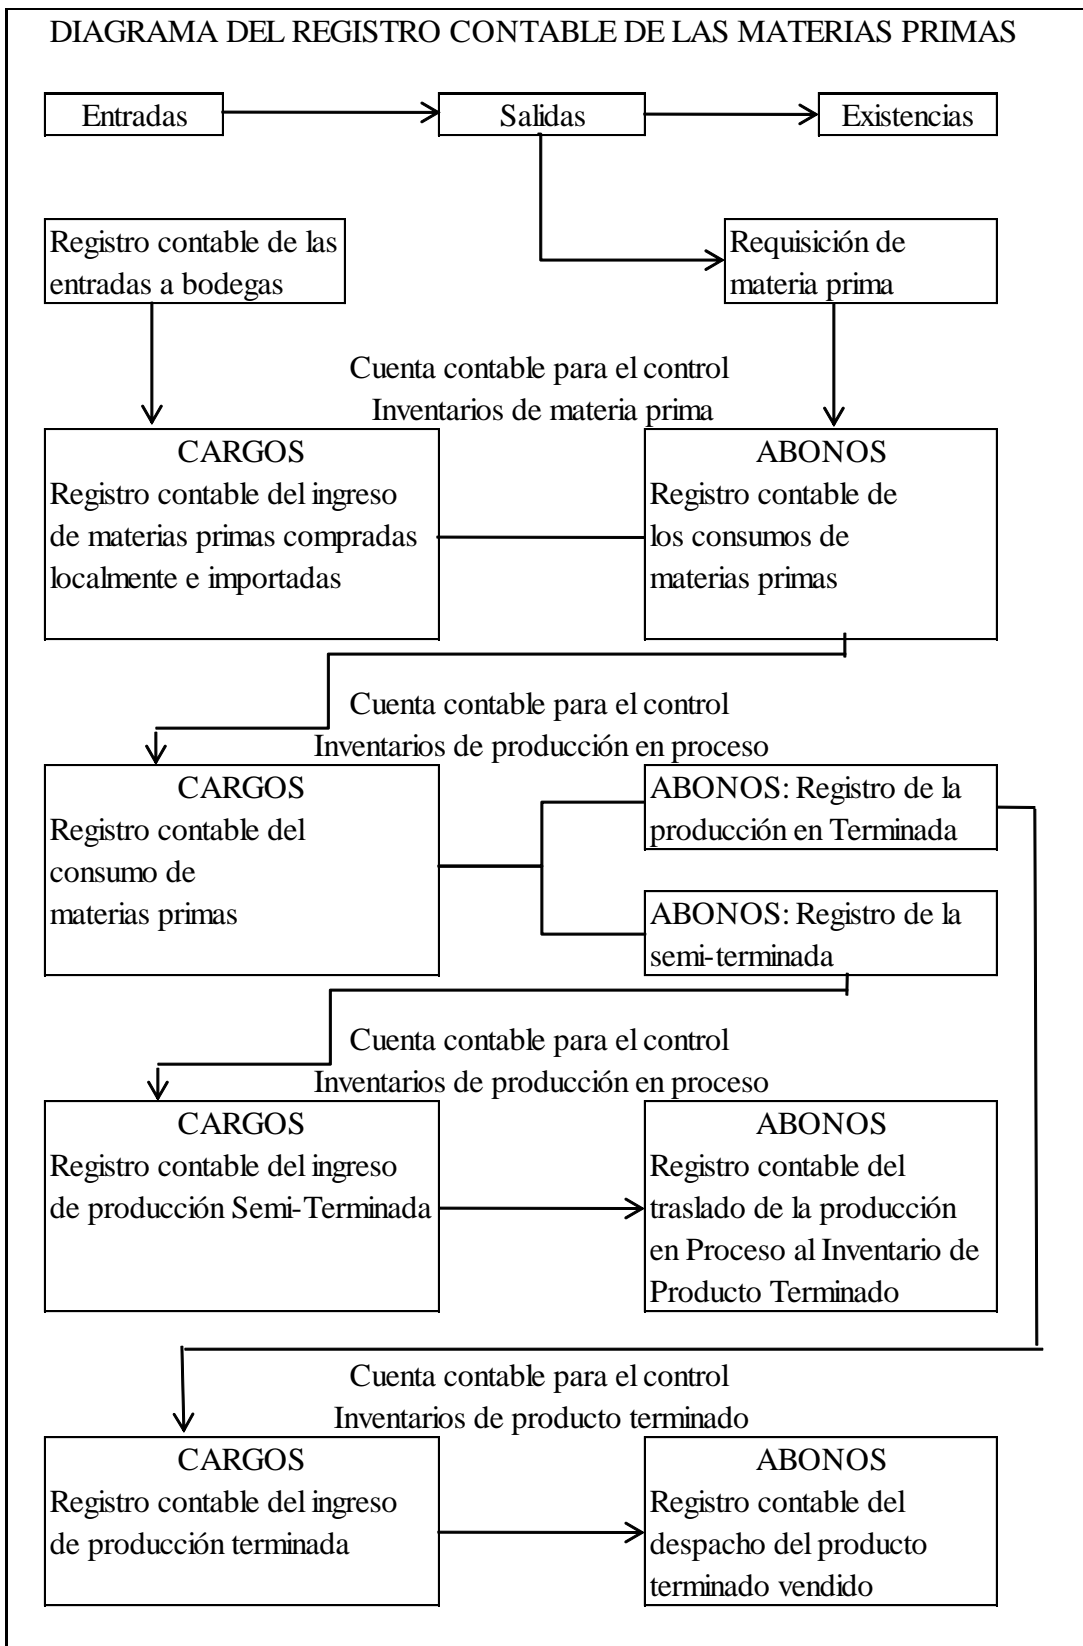 DIAGRAMA DEL REGISTRO CONTABLE DE LAS MATERIAS PRIMAS
Entradas
Salidas
Existencias
Registro contable de las
entradas a bodegas
Requisición de
materia prima
Cuenta contable para el control
Inventarios de materia prima
CARGOS
Registro contable del ingreso
de materias primas compradas
localmente e importadas
ABONOS
Registro contable de
los consumos de
materias primas
Cuenta contable para el control
Inventarios de producción en proceso
CARGOS
Registro contable del
consumo de
materias primas
ABONOS: Registro de la
producción en Terminada
ABONOS: Registro de la
semi-terminada
Cuenta contable para el control
Inventarios de producción en proceso
CARGOS
Registro contable del ingreso
de producción Semi-Terminada
ABONOS
Registro contable del
traslado de la producción
en Proceso al Inventario de
Producto Terminado
Cuenta contable para el control
Inventarios de producto terminado
CARGOS
Registro contable del ingreso
de producción terminada
ABONOS
Registro contable del
despacho del producto
terminado vendido